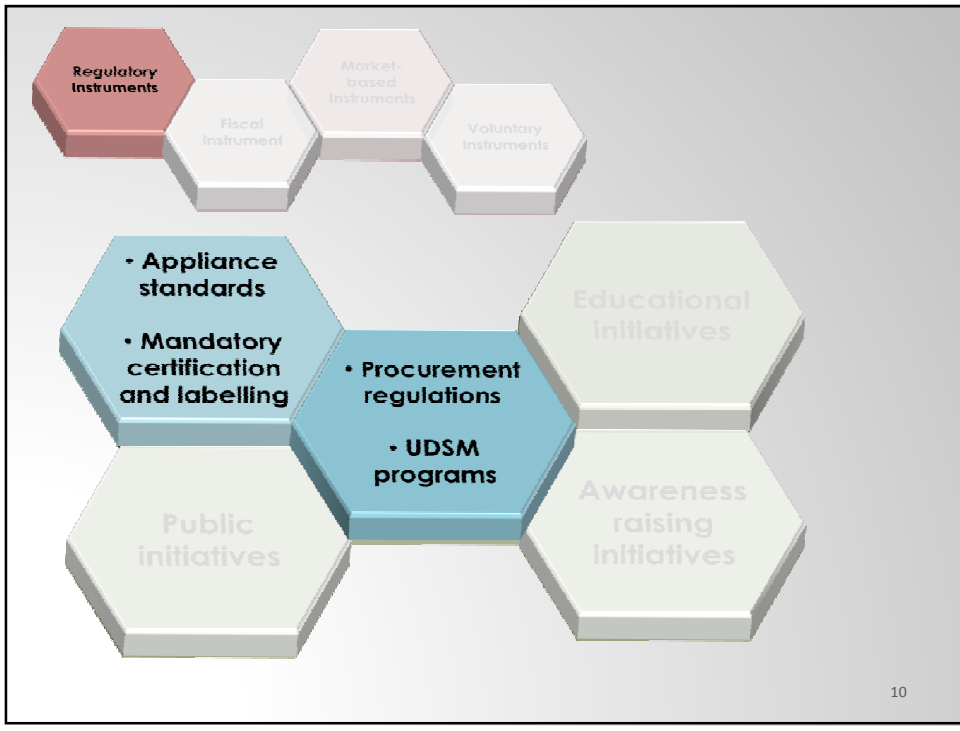 Regulatory
Instruments
Fiscal
Instrument
Market-
based
Instruments
Voluntary
Instruments
• Appliance
standards
• Mandatory
certification
and labelling
• Procurement
regulations
• UDSM
programs
Educational
initiatives
Public
initiatives
Awareness
raising
initiatives
10